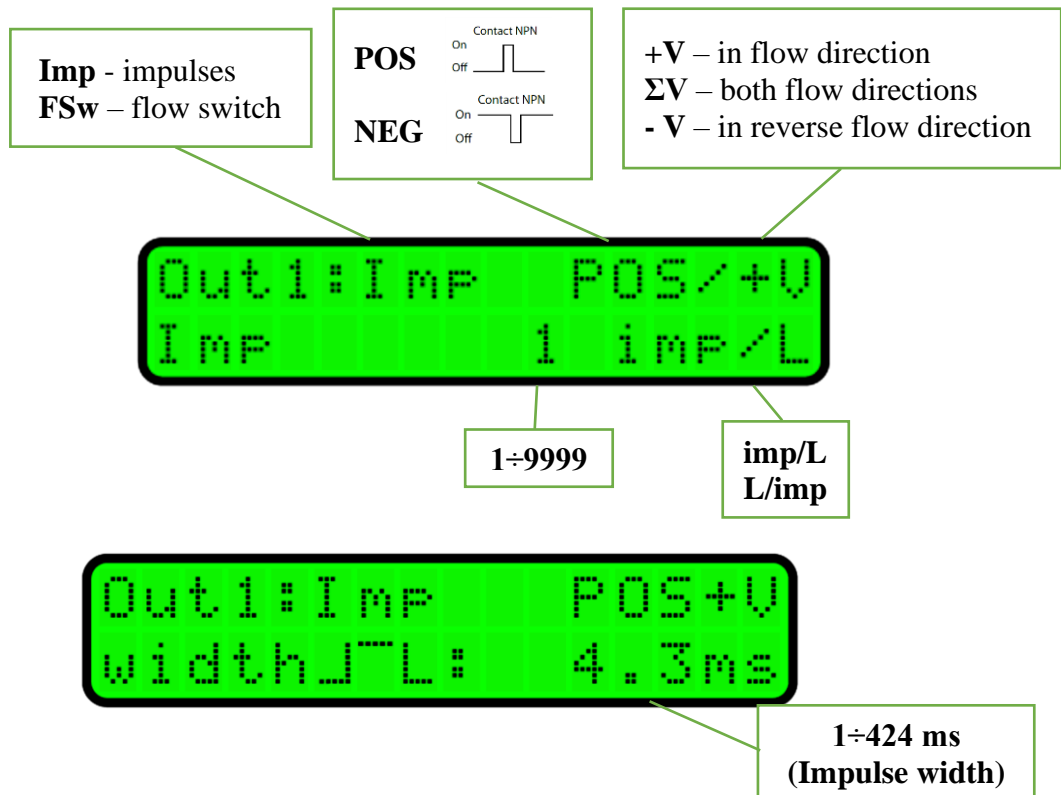 Imp - impulses
FSw – flow switch
POS
Contact NPN
On
Off
NEG
Contact NPN
On
Off
+V – in flow direction
ΣV – both flow directions
- V – in reverse flow direction
Out1:Imp POS/+V
Imp 1 imp/L
1÷9999
imp/L
L/imp
Out1:Imp POS+V
width L: 4.3ms
1÷424 ms
(Impulse width)